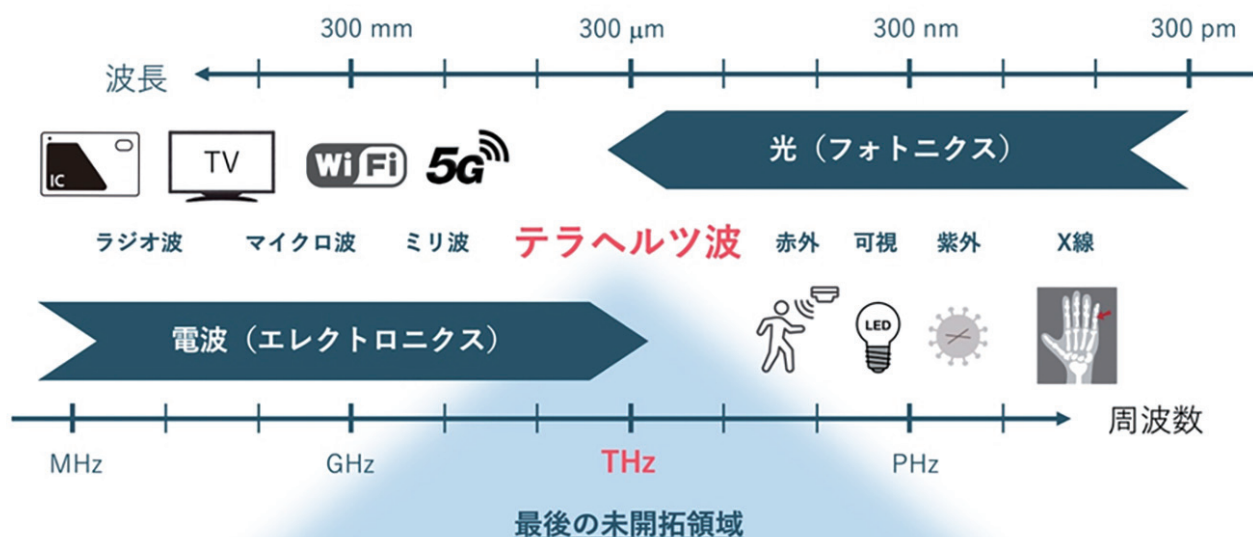 300 mm
300 μm
300 nm
300 pm
波長
IC
TV
Wi Fi
5G
光（フォトニクス）
ラジオ波
マイクロ波
ミリ波
テラヘルツ波
赤外
可視
紫外
X線
電波（エレクトロニクス）
LED
周波数
MHz
GHz
THz
PHz
最後の未開拓領域